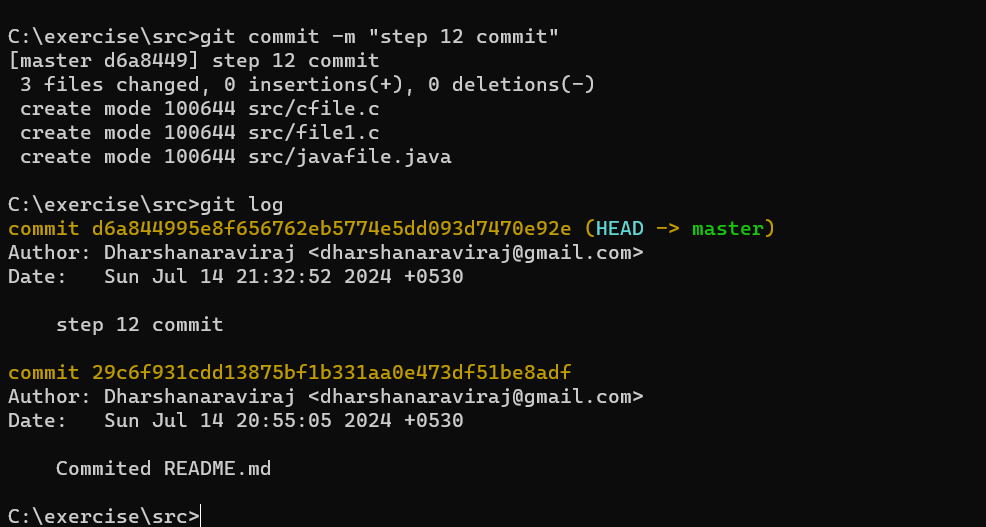 C:\exercise\src>git commit -m "step 12 commit"
[master d6a8449] step 12 commit
 3 files changed, 0 insertions(+), 0 deletions(-)
 create mode 100644 src/cfile.c
 create mode 100644 src/file1.c
 create mode 100644 src/javafile.java
C:\exercise\src>git log
commit d6a844995e8f656762eb5774e5dd093d7470e92e (HEAD -> master)
Author: Dharshanaraviraj <dharshanaraviraj@gmail.com>
Date:   Sun Jul 14 21:32:52 2024 +0530
    step 12 commit
commit 29c6f931cdd13875bf1b331aa0e473df51be8adf
Author: Dharshanaraviraj <dharshanaraviraj@gmail.com>
Date:   Sun Jul 14 20:55:05 2024 +0530
    Commited README.md
C:\exercise\src>